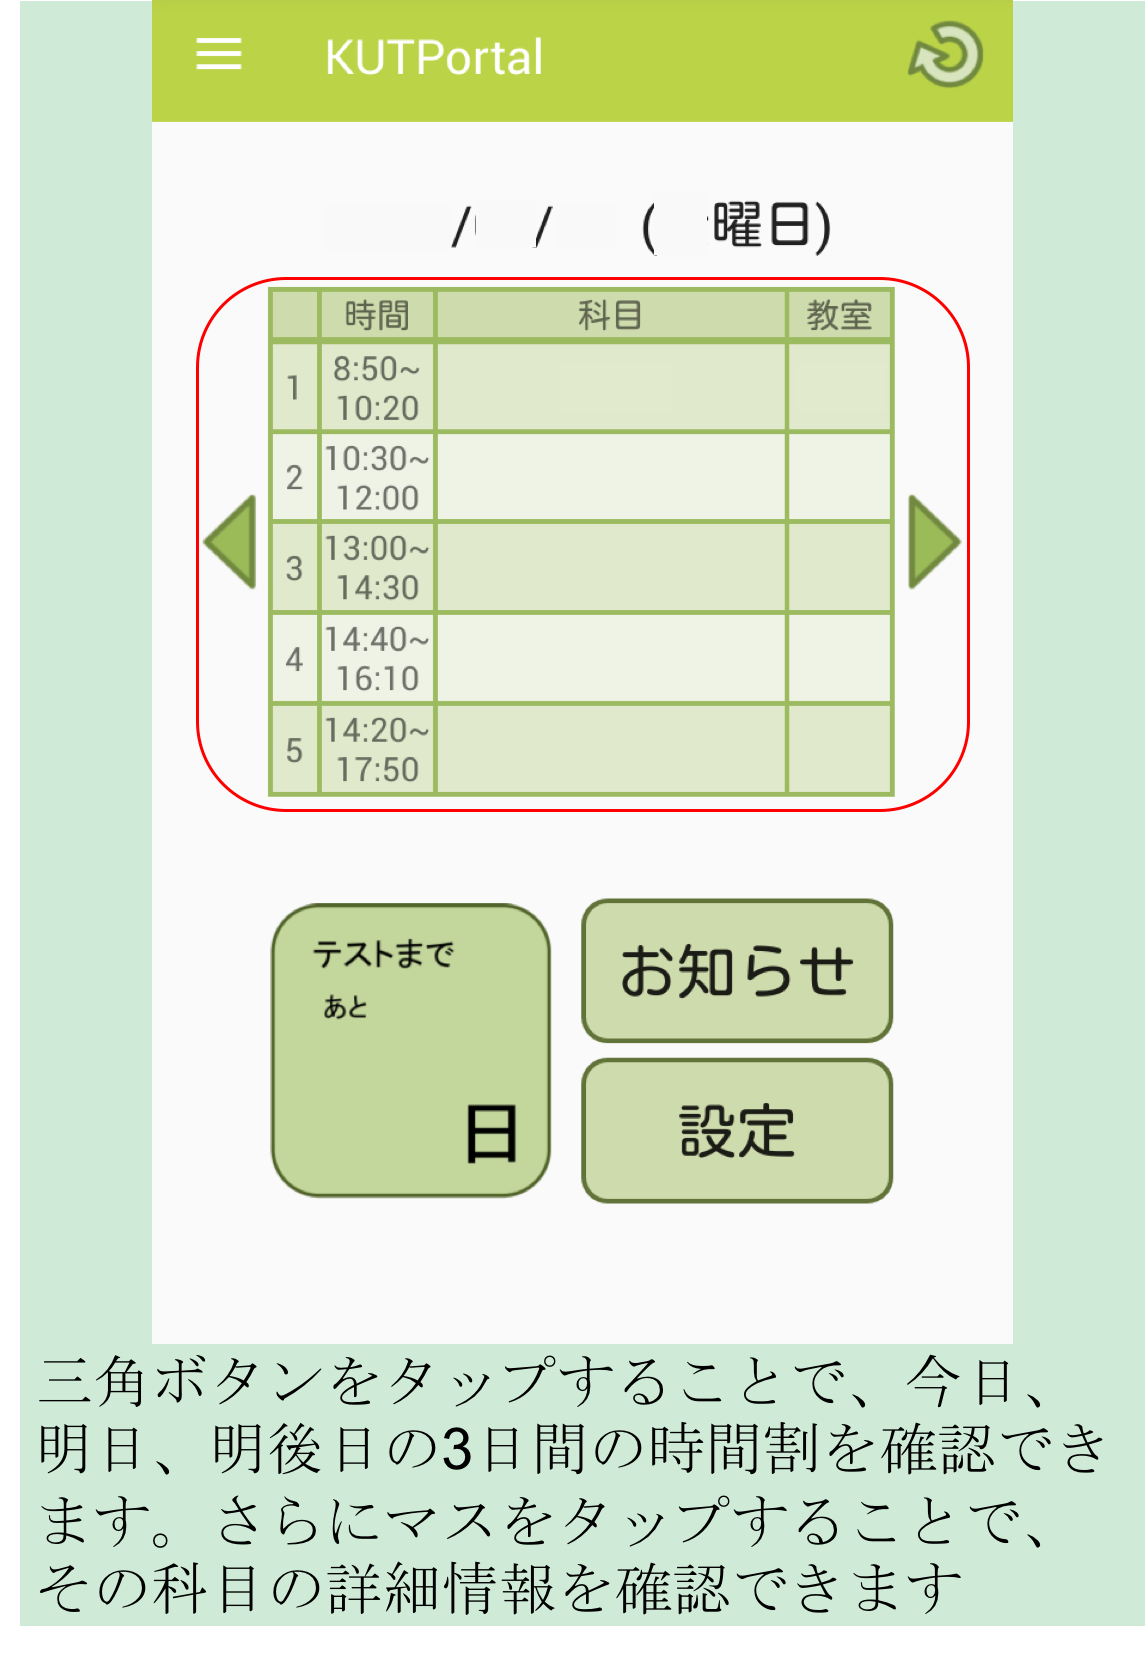 KUTPortal
/ / ( 曜日)
時間 科目 教室
1 8:50~
10:20
2 10:30~
12:00
3 13:00~
14:30
4 14:40~
16:10
5 14:20~
17:50
テストまで
あと
日
お知らせ
設定
三角ボタンをタップすることで、今日、
明日、明後日の3日間の時間割を確認でき
ます。さらにマスをタップすることで、
その科目の詳細情報を確認できます